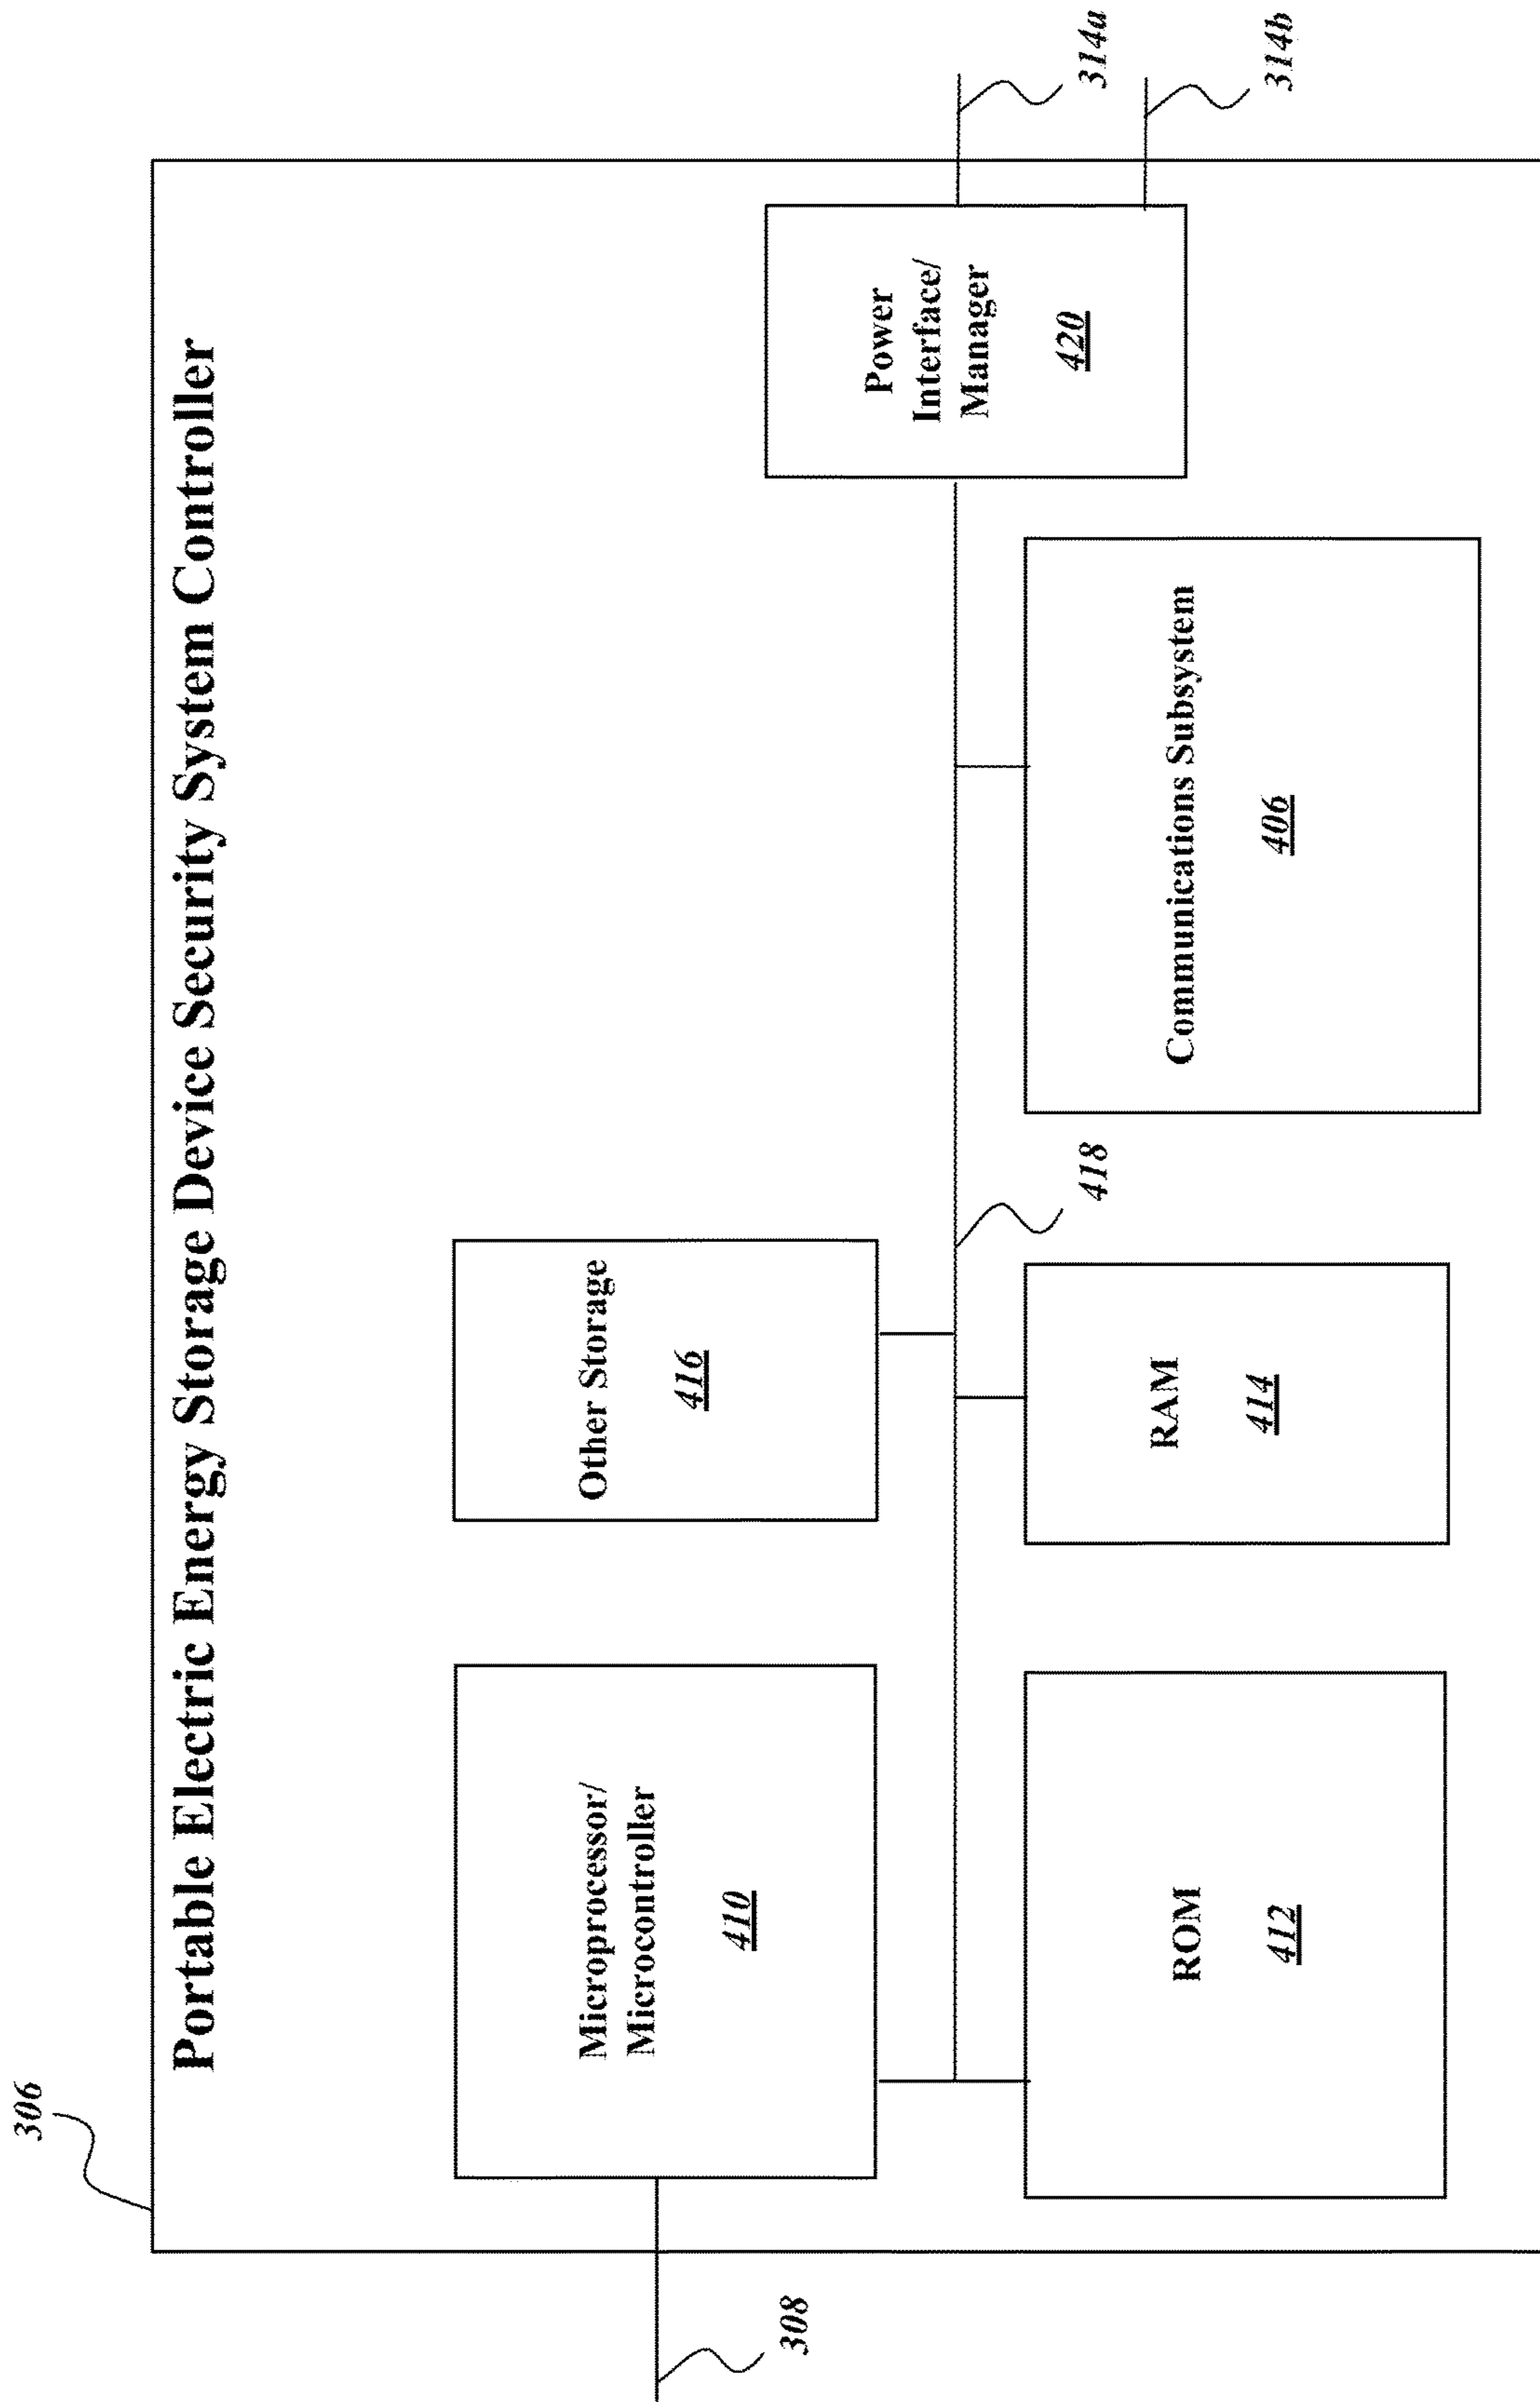 306
Portable Electric Energy Storage Device Security System Controller
308
Microprocessor/
Microcontroller
410
Other Storage
416
Power
Interface/
Manager
420
314a
314b
418
ROM
412
RAM
414
Communications Subsystem
406